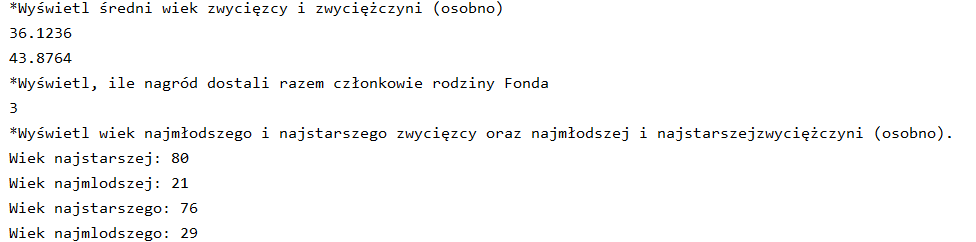 *Wyświetl średni wiek zwycięzcy i zwyciężczyni (osobno)
36.1236
43.8764
*Wyświetl, ile nagród dostali razem członkowie rodziny Fonda
3
*Wyświetl wiek najmłodszego i najstarszego zwycięzcy oraz najmłodszej i najstarszejzwyciężczyni (osobno).
Wiek najstarszej: 80
Wiek najmlodszej: 21
Wiek najstarszego: 76
Wiek najmlodszego: 29